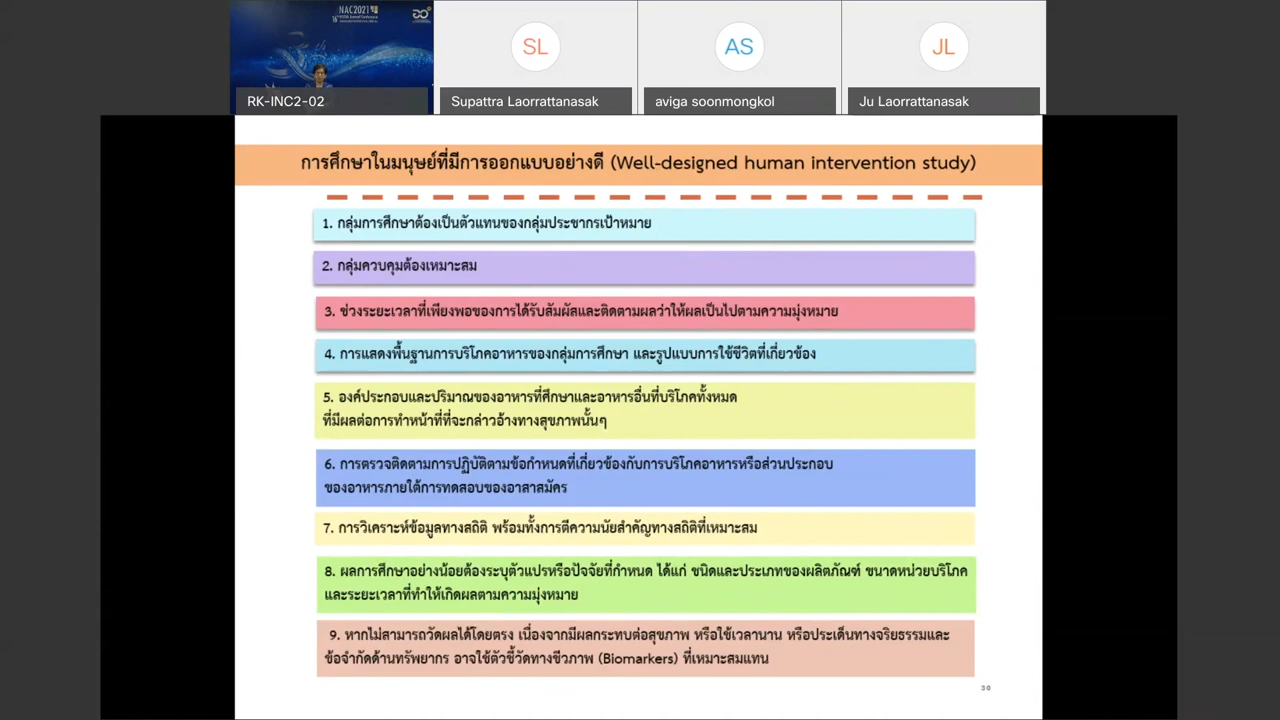 NAC2021
RK-INC2-02
SL
Supattra Laorrattanasak
AS
aviga soonmongkol
JL
Ju Laorrattanasak
การศึกษาในมนุษย์ที่มีการออกแบบอย่างดี (Well-designed human intervention study)
1. กลุ่มการศึกษาต้องเป็นตัวแทนของกลุ่มประชากรเป้าหมาย
2. กลุ่มควบคุมต้องเหมาะสม
3. ช่วงระยะเวลาที่เพียงพอของการได้รับสัมผัสและติดตามผลว่าให้ผลเป็นไปตามความมุ่งหมาย
4. การแสดงพื้นฐานการบริโภคอาหารของกลุ่มการศึกษา และรูปแบบการใช้ชีวิตที่เกี่ยวข้อง
5. องค์ประกอบและปริมาณของอาหารที่ศึกษาและอาหารอื่นที่บริโภคทั้งหมด
ที่มีผลต่อการทำหน้าที่ที่จะกล่าวอ้างทางสุขภาพนั้นๆ
6. การตรวจติดตามการปฏิบัติตามข้อกำหนดที่เกี่ยวข้องกับการบริโภคอาหารหรือส่วนประกอบ
ของอาหารภายใต้การทดสอบของอาสาสมัคร
7. การวิเคราะห์ข้อมูลทางสถิติ พร้อมทั้งการตีความนัยสำคัญทางสถิติที่เหมาะสม
8. ผลการศึกษาอย่างน้อยต้องระบุตัวแปรหรือปัจจัยที่กำหนด ได้แก่ ชนิดและประเภทของผลิตภัณฑ์ ขนาดหน่วยบริโภค
และระยะเวลาที่ทำให้เกิดผลตามความมุ่งหมาย
9. หากไม่สามารถวัดผลได้โดยตรง เนื่องจากมีผลกระทบต่อสุขภาพ หรือใช้เวลานาน หรือประเด็นทางจริยธรรมและ
ข้อจำกัดด้านทรัพยากร อาจใช้ตัวชี้วัดทางชีวภาพ (Biomarkers) ที่เหมาะสมแทน
30